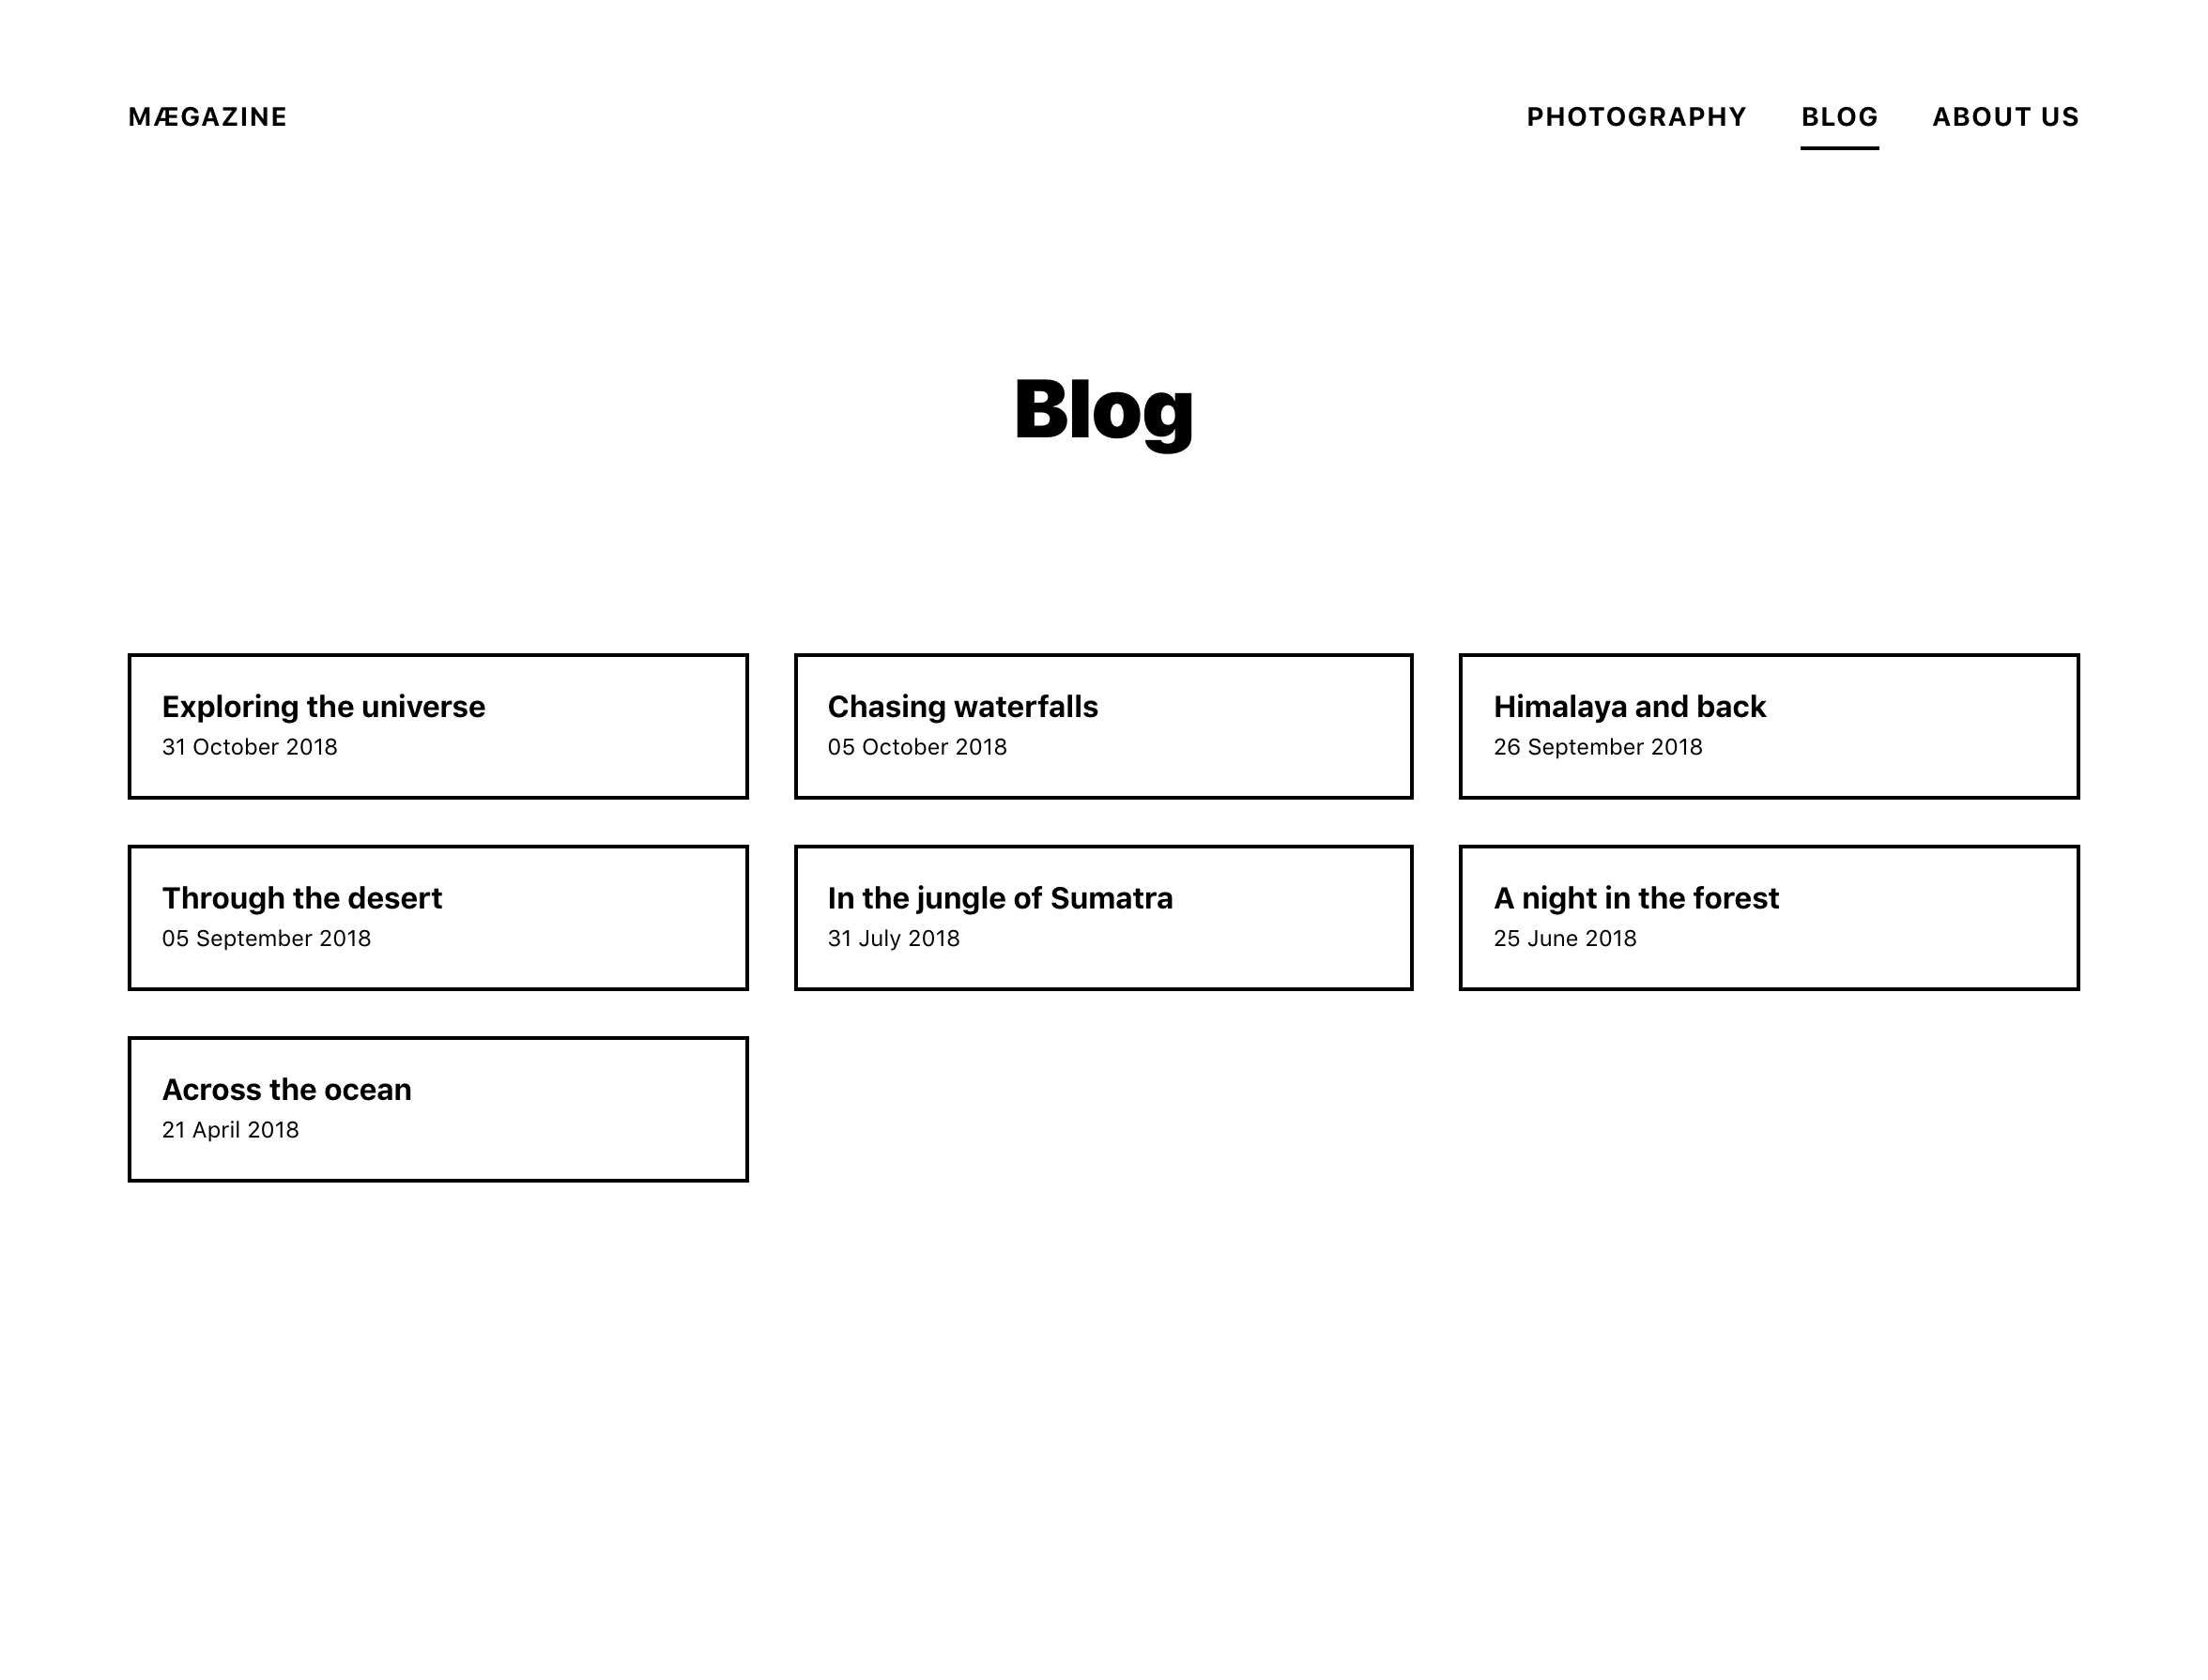 MÆGAZINE
PHOTOGRAPHY
BLOG
ABOUT US
Blog
Exploring the universe
31 October 2018
Chasing waterfalls
05 October 2018
Himalaya and back
26 September 2018
Through the desert
05 September 2018
In the jungle of Sumatra
31 July 2018
A night in the forest
25 June 2018
Across the ocean
21 April 2018